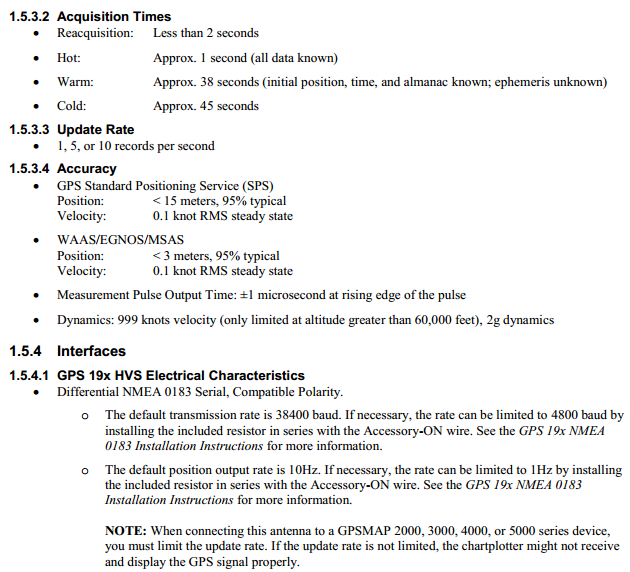 1.5.3.2 Acquisition Times
• Reacquisition: Less than 2 seconds
• Hot: Approx. 1 second (all data known)
• Warm: Approx. 38 seconds (initial position, time, and almanac known; ephemeris unknown)
• Cold: Approx. 45 seconds
1.5.3.3 Update Rate
• 1, 5, or 10 records per second
1.5.3.4 Accuracy
• GPS Standard Positioning Service (SPS)
Position: < 15 meters, 95% typical
Velocity: 0.1 knot RMS steady state
• WAAS/EGNOS/MSAS
Position: < 3 meters, 95% typical
Velocity: 0.1 knot RMS steady state
• Measurement Pulse Output Time: ±1 microsecond at rising edge of the pulse
• Dynamics: 999 knots velocity (only limited at altitude greater than 60,000 feet), 2g dynamics
1.5.4 Interfaces
1.5.4.1 GPS 19x HVS Electrical Characteristics
• Differential NMEA 0183 Serial, Compatible Polarity.
o The default transmission rate is 38400 baud. If necessary, the rate can be limited to 4800 baud by
installing the included resistor in series with the Accessory-ON wire. See the GPS 19x NMEA
0183 Installation Instructions for more information.
o The default position output rate is 10Hz. If necessary, the rate can be limited to 1Hz by installing
the included resistor in series with the Accessory-ON wire. See the GPS 19x NMEA 0183
Installation Instructions for more information.
NOTE: When connecting this antenna to a GPSMAP 2000, 3000, 4000, or 5000 series device,
you must limit the update rate. If the update rate is not limited, the chartplotter might not receive
and display the GPS signal properly.